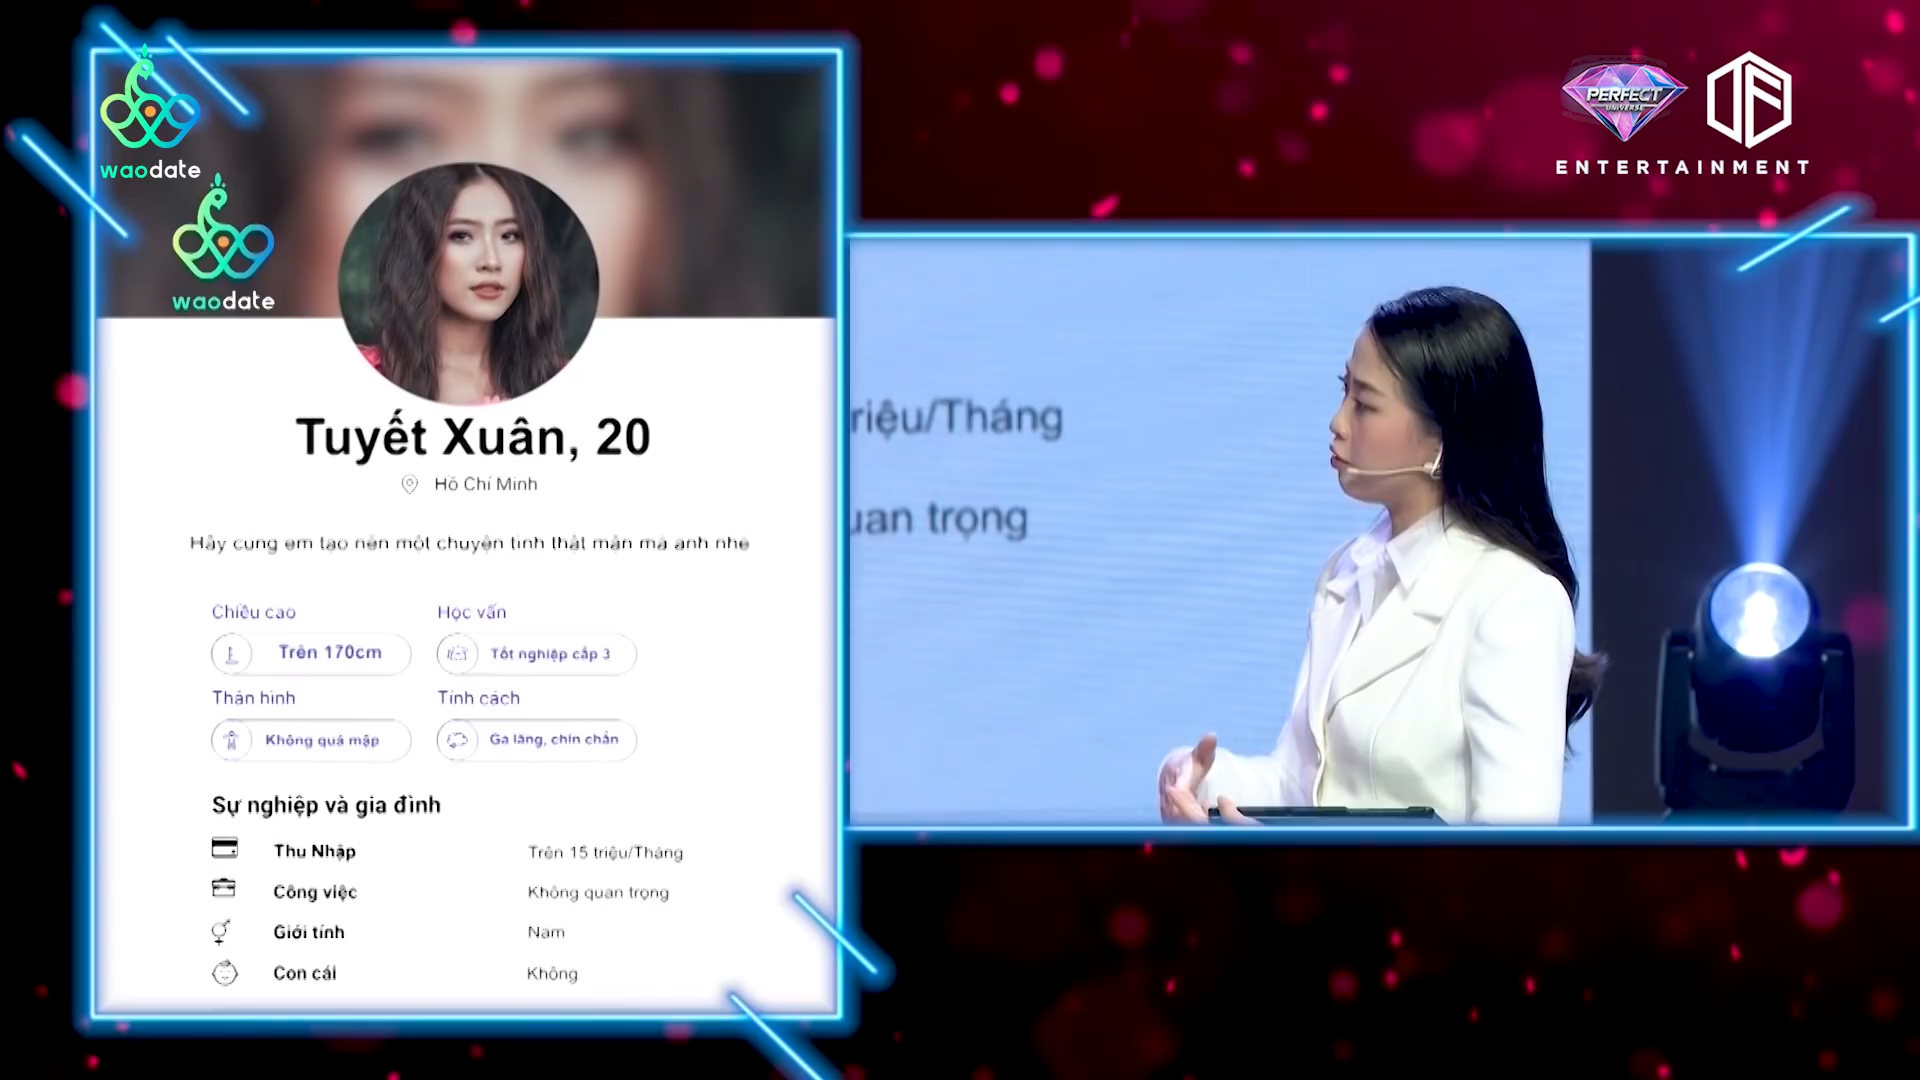 waodate
waodate
PERFECT
UNIVERSE
ENTERTAINMENT
Tuyết Xuân, 20
Hồ Chí Minh
Hãy cùng em tạo nên một chuyện tình thật mặn mà anh nhé
Chiều cao
Học vấn
Trên 170cm
Tốt nghiệp cấp 3
Thân hình
Tính cách
Không quá mập
Ga lăng, chín chắn
Sự nghiệp và gia đình
Thu Nhập
Trên 15 triệu/Tháng
Công việc
Không quan trọng
Giới tính
Nam
Con cái
Không
riệu/Tháng
uan trọng